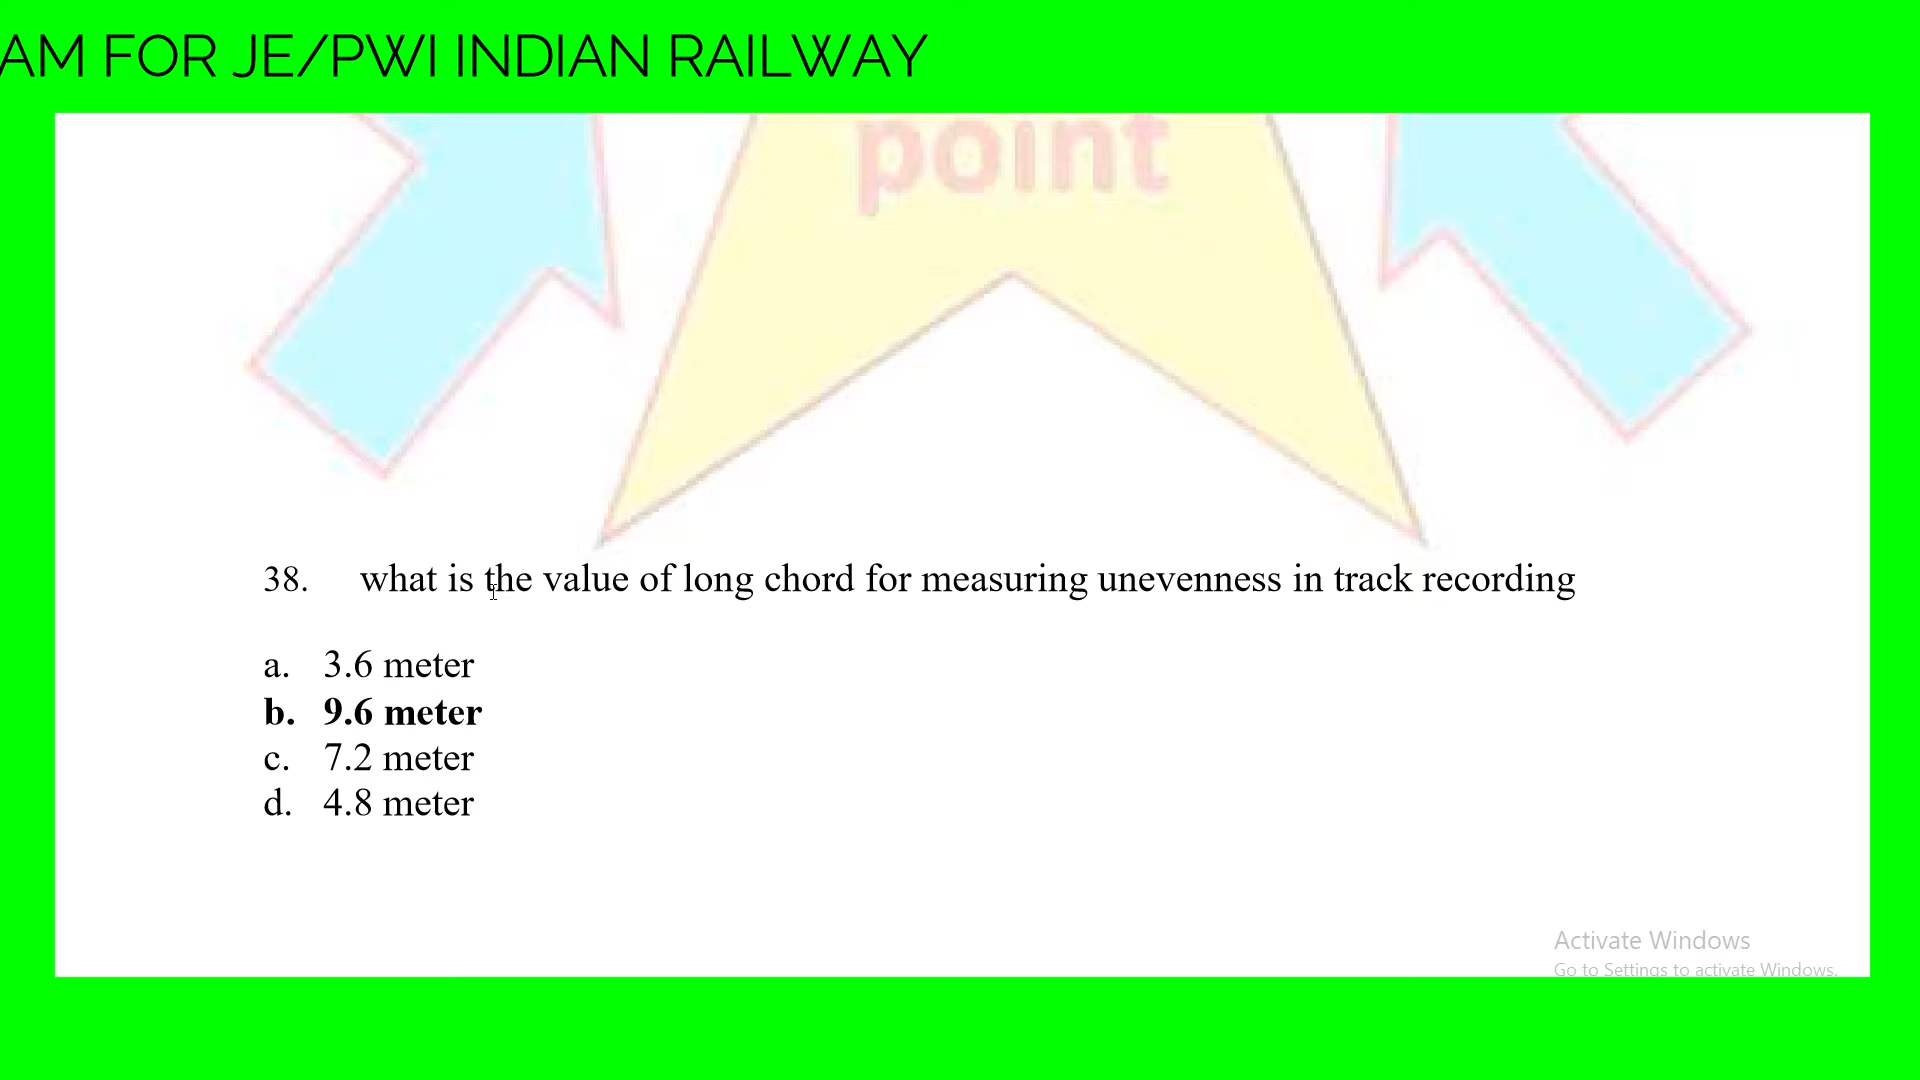 AM FOR JE/PWI INDIAN RAILWAY
point
38. what is the value of long chord for measuring unevenness in track recording
a. 3.6 meter
b. 9.6 meter
c. 7.2 meter
d. 4.8 meter
Activate Windows
Go to Settings to activate Windows.